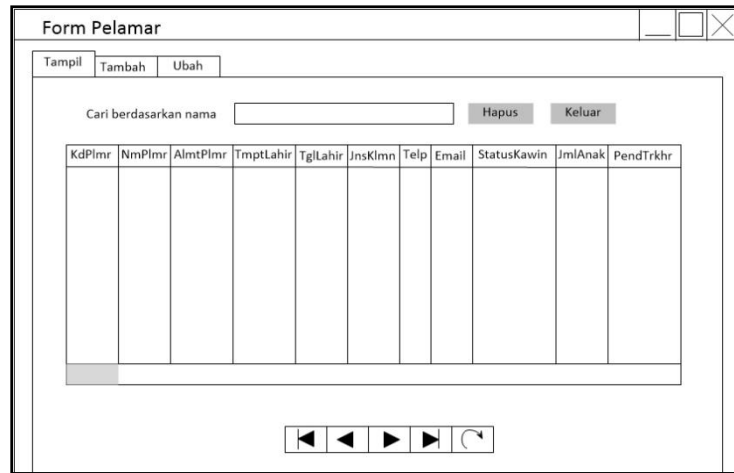 Form Pelamar
Tampil Tambah Ubah
Cari berdasarkan nama Hapus Keluar
KdPlmr NmPlmr AlmtPlmr TmptLahir TglLahir JnsKlmn Telp Email StatusKawin JmlAnak PendTrkhr